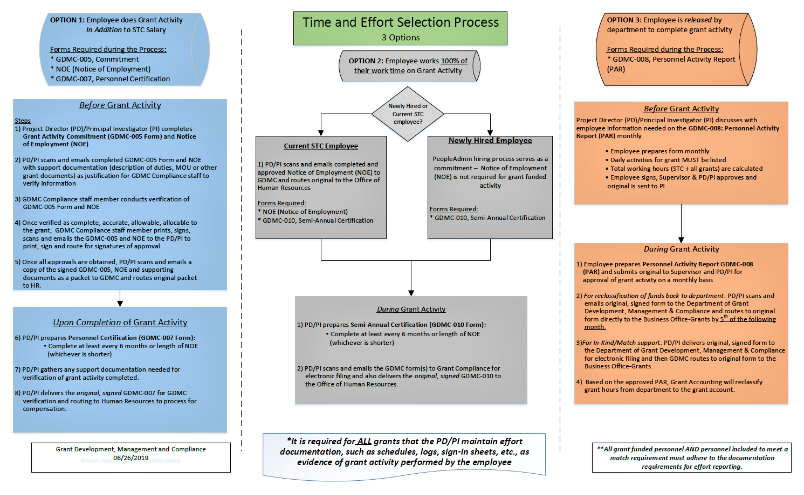 Time and Effort Selection Process
3 Options
OPTION 1: Employee does Grant Activity
In Addition to STC Salary
Forms Required during the Process:
* GDMC-005, Commitment
* NOE (Notice of Employment)
* GDMC-007, Personnel Certification
Before Grant Activity
Steps
1) Project Director (PD)/Principal Investigator (PI) completes
Grant Activity Commitment (GDMC-005 Form) and Notice
of Employment (NOE)
2) PD/PI scans and emails completed GDMC-005 Form and NOE
with support documentation (description of duties, MOU or other
grant documents) as justification for GDMC Compliance staff to
verify information
3) GDMC Compliance staff member conducts verification of
GDMC-005 Form and NOE
4) Once verified as complete, accurate, allowable, allocable to
the grant, GDMC Compliance staff member prints, signs,
scans and emails the GDMC-005 and NOE to the PD/PI to
print, sign and route for signatures of approval
5) Once all approvals are obtained, PD/PI scans and emails a
copy of the signed GDMC-005, NOE and supporting
documents as a packet to GDMC and routes original packet
to HR.
Upon Completion of Grant Activity
6) PD/PI prepares Personnel Certification (GDMC-007 Form):
• Complete at least every 6 months or length of NOE
(whichever is shorter)
7) PD/PI gathers any support documentation needed for
verification of grant activity completed.
8) PD/PI delivers the original, signed GDMC-007 for GDMC
verification and routing to Human Resources to process for
compensation.
Grant Development, Management and Compliance
06/26/2019
OPTION 2: Employee works 100% of
their work time on Grant Activity
Newly Hired or
Current STC
employee?
Current STC Employee
1) PD/PI scans and emails completed and
approved Notice of Employment (NOE) to
GDMC and routes original to the Office of
Human Resources
Forms Required:
* NOE (Notice of Employment)
* GDMC-010, Semi-Annual Certification
Newly Hired Employee
PeopleAdmin hiring process serves as a
commitment – Notice of Employment
(NOE) is not required for grant funded
activity
Forms Required:
* GDMC-010, Semi-Annual Certification
During Grant Activity
1) PD/PI prepares Semi Annual Certification (GDMC-010 Form):
• Complete at least every 6 months or length of NOE
(whichever is shorter)
2) PD/PI scans and emails the GDMC form(s) to Grant Compliance for
electronic filing and also delivers the original, signed GDMC-010 to
the Office of Human Resources.
*It is required for ALL grants that the PD/PI maintain effort
documentation, such as schedules, logs, sign-in sheets, etc., as
evidence of grant activity performed by the employee
OPTION 3: Employee is released by
department to complete grant activity
Forms Required during the Process:
* GDMC-008, Personnel Activity Report
(PAR)
Before Grant Activity
Project Director (PD)/Principal Investigator (PI) discusses with
employee information needed on the GDMC-008: Personnel Activity
Report (PAR) monthly
• Employee prepares form monthly
• Daily activities for grant MUST be listed
• Total working hours (STC + all grants) are calculated
• Employee signs, Supervisor & PD/PI approves and
original is sent to PI
During Grant Activity
1) Employee prepares Personnel Activity Report GDMC-008
(PAR) and submits original to Supervisor and PD/PI for
approval of grant activity on a monthly basis
2) For reclassification of funds back to department: PD/PI scans and
emails original, signed form to the Department of Grant
Development, Management & Compliance and routes to original
form directly to the Business Office-Grants by 5th of the following
month.
3)For In-Kind/Match support: PD/PI delivers original, signed form to
the Department of Grant Development, Management & Compliance
for electronic filing and then GDMC routes to original form to the
Business Office-Grants.
4) Based on the approved PAR, Grant Accounting will reclassify
grant hours from department to the grant account.
**All grant funded personnel AND personnel included to meet a
match requirement must adhere to the documentation
requirements for effort reporting.